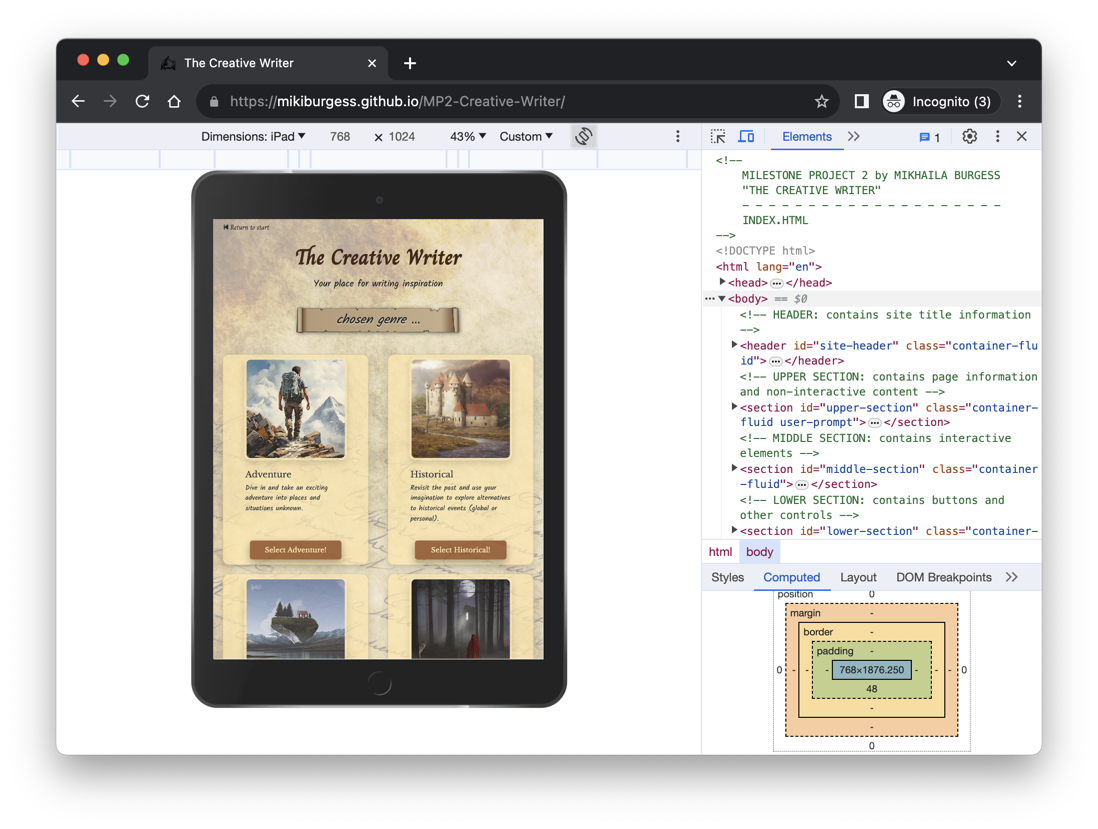 The Creative Writer
https://mikiburgess.github.io/MP2-Creative-Writer/
Incognito (3)
Dimensions: iPad 768 × 1024 43% Custom
Return to start
The Creative Writer
Your place for writing inspiration
chosen genre ...
Adventure
Dive in and take an exciting
adventure into places and
situations unknown.
Select Adventure!
Historical
Revisit the past and use your
imagination to explore alternatives
to historical events (global or
personal).
Select Historical!
Elements 1
<!--
MILESTONE PROJECT 2 by MIKHAILA BURGESS
"THE CREATIVE WRITER"
- - - - - - - - - - - - - - - - - - - -
INDEX.HTML
-->
<!DOCTYPE html>
<html lang="en">
<head> … </head>
<body> == $0
<!-- HEADER: contains site title information
-->
<header id="site-header" class="container-flu
id"> … </header>
<!-- UPPER SECTION: contains page information
and non-interactive content -->
<section id="upper-section" class="container-
fluid user-prompt"> … </section>
<!-- MIDDLE SECTION: contains interactive
elements -->
<section id="middle-section" class="container
-fluid"> … </section>
<!-- LOWER SECTION: contains buttons and
other controls -->
<section id="lower-section" class="container-
html body
Styles Computed Layout DOM Breakpoints
position 0
margin -
border -
padding -
0 - - - 768×1876.250 - - - 0
48
-
-
0